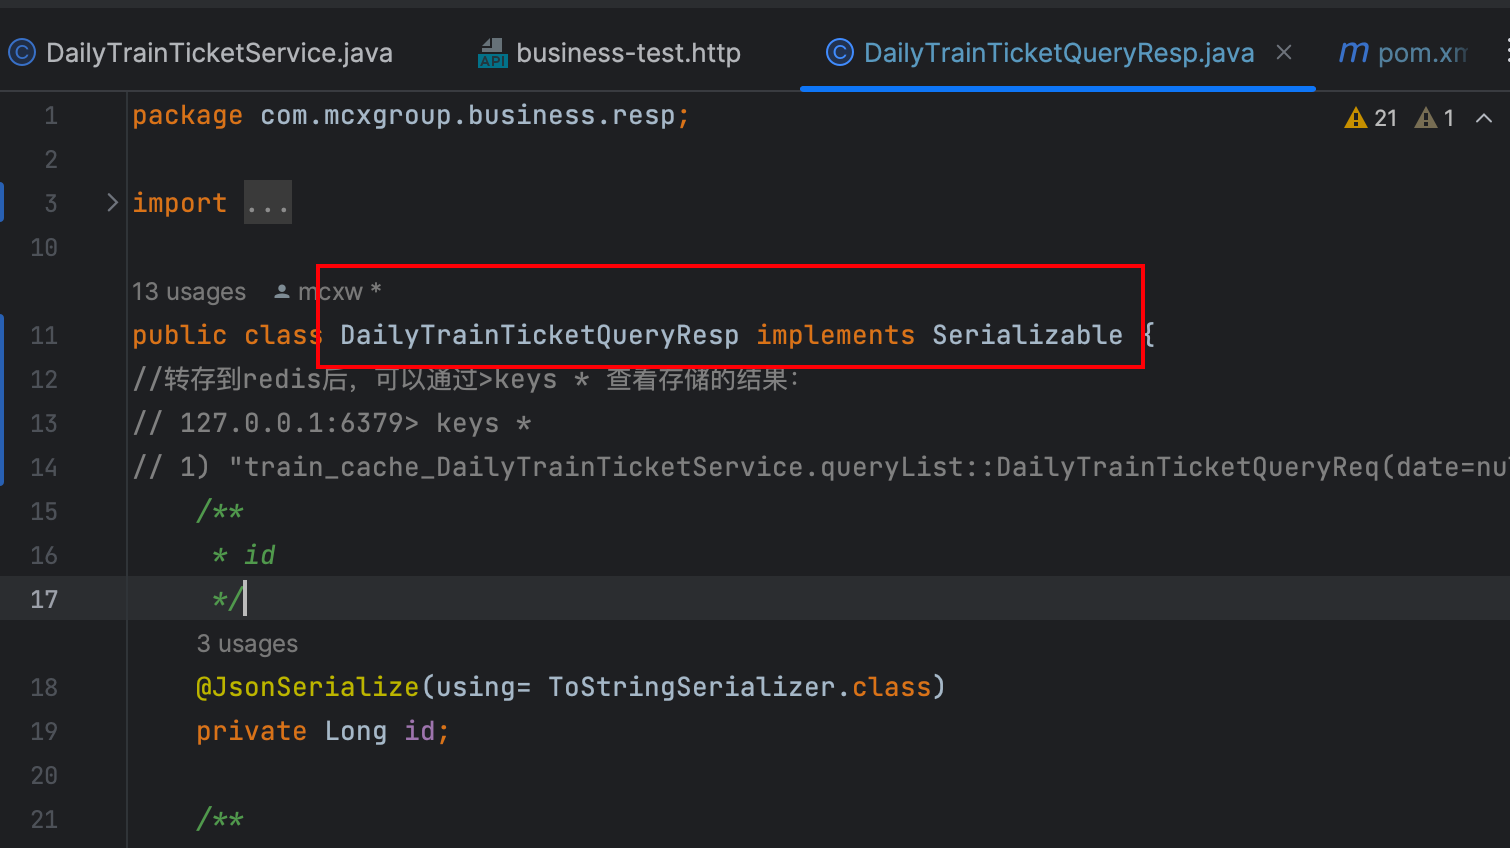 DailyTrainTicketService.java business-test.http DailyTrainTicketQueryResp.java pom.xm
1 package com.mcxgroup.business.resp; 21 1
2
3 import ...
10
13 usages mcxw *
11 public class DailyTrainTicketQueryResp implements Serializable {
12 //转存到redis后，可以通过>keys * 查看存储的结果：
13 // 127.0.0.1:6379> keys *
14 // 1) "train_cache_DailyTrainTicketService.queryList::DailyTrainTicketQueryReq(date=nu
15 /**
16 * id
17 */
3 usages
18 @JsonSerialize(using= ToStringSerializer.class)
19 private Long id;
20
21 /**